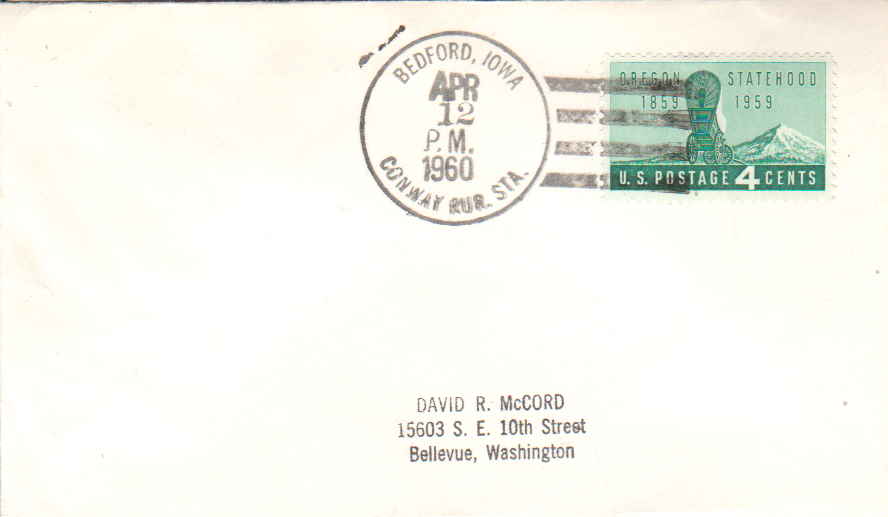 BEDFORD, IOWA
APR
12
P.M.
1960
CONWAY RUR. STA.
OREGON STATEHOOD
1859 1959
U.S. POSTAGE 4 CENTS
DAVID R. McCORD
15603 S. E. 10th Street
Bellevue, Washington